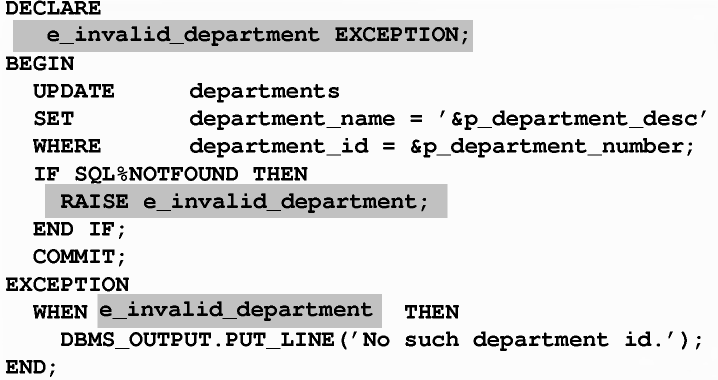 DECLARE
e_invalid_department EXCEPTION;
BEGIN
UPDATE departments
SET department_name = '&p_department_desc'
WHERE department_id = &p_department_number;
IF SQL%NOTFOUND THEN
RAISE e_invalid_department;
END IF;
COMMIT;
EXCEPTION
WHEN e_invalid_department THEN
DBMS_OUTPUT.PUT_LINE('No such department id.');
END;